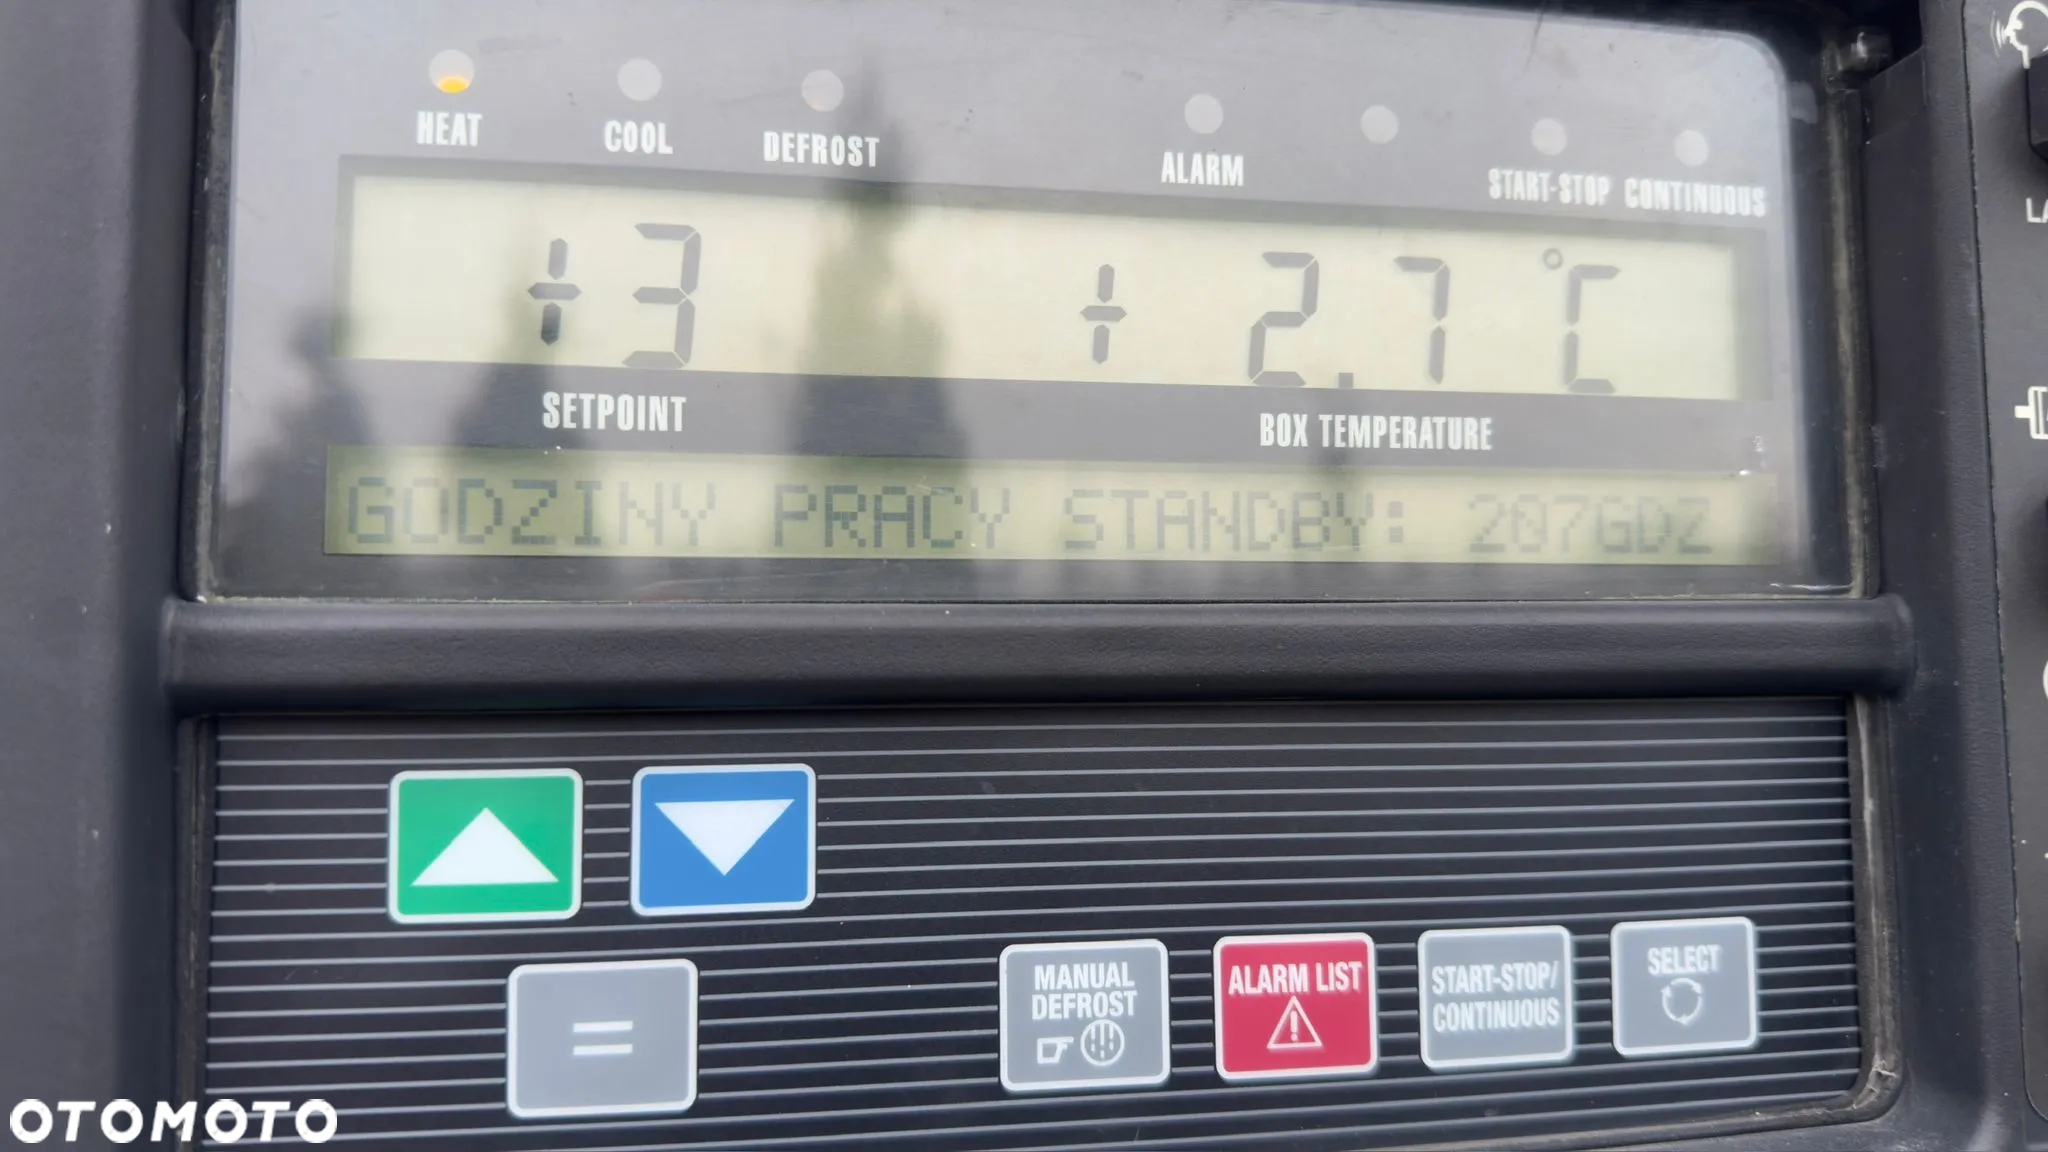 HEAT COOL DEFROST ALARM START-STOP CONTINUOUS
+3 +2.7°C
SETPOINT BOX TEMPERATURE
GODZINY PRACY STANDBY: 207GDZ
=
MANUAL DEFROST
ALARM LIST
START-STOP/ CONTINUOUS
SELECT
OTOMOTO